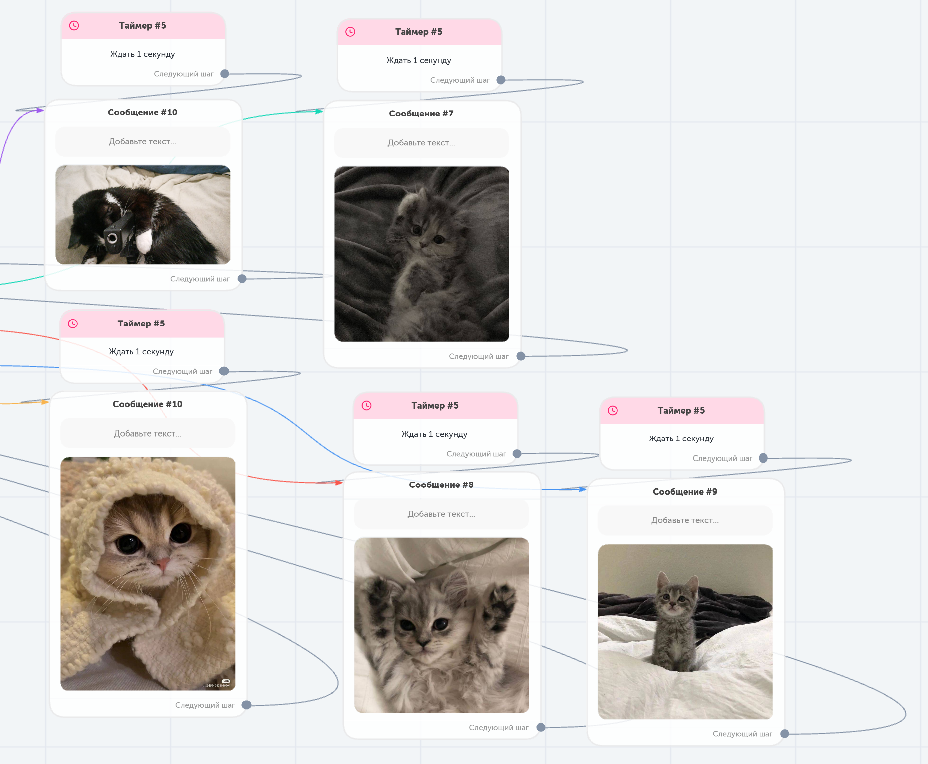 Таймер #5
Ждать 1 секунду
Следующий шаг
Сообщение #10
Добавьте текст...
Следующий шаг
Таймер #5
Ждать 1 секунду
Следующий шаг
Сообщение #7
Добавьте текст...
Следующий шаг
Таймер #5
Ждать 1 секунду
Следующий шаг
Сообщение #10
Добавьте текст...
Следующий шаг
Таймер #5
Ждать 1 секунду
Следующий шаг
Сообщение #8
Добавьте текст...
Следующий шаг
Таймер #5
Ждать 1 секунду
Следующий шаг
Сообщение #9
Добавьте текст...
Следующий шаг